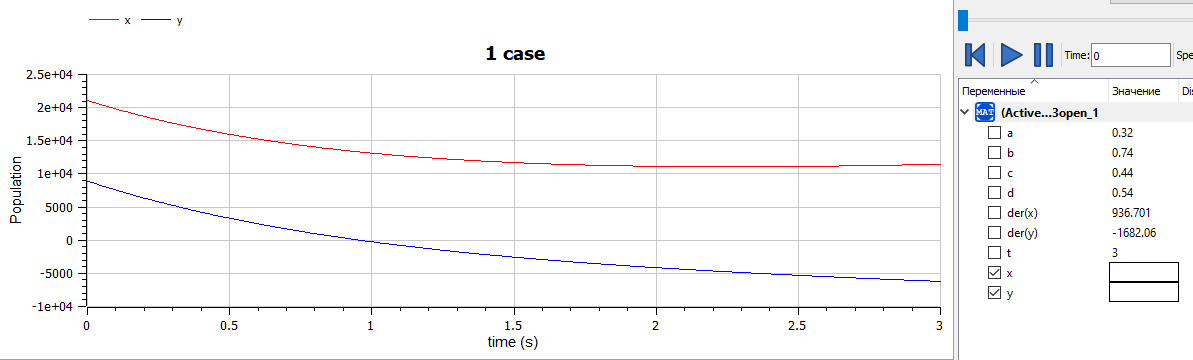 x y
1 case
2.5e+04
2e+04
1.5e+04
1e+04
5000
0
-5000
-1e+04
Population
0 0.5 1 1.5 2 2.5 3
time (s)
Time: 0 Spe
Переменные Значение Dis
MAT (Active...3open_1
a 0.32
b 0.74
c 0.44
d 0.54
der(x) 936.701
der(y) -1682.06
t 3
x
y